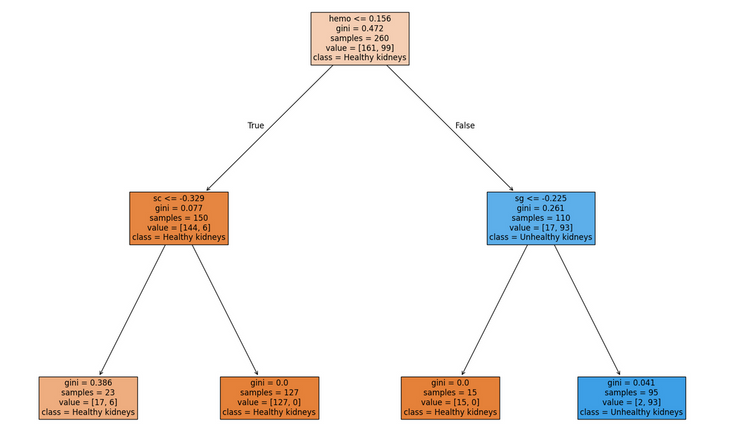 hemo <= 0.156
gini = 0.472
samples = 260
value = [161, 99]
class = Healthy kidneys
True
False
sc <= -0.329
gini = 0.077
samples = 150
value = [144, 6]
class = Healthy kidneys
sg <= -0.225
gini = 0.261
samples = 110
value = [17, 93]
class = Unhealthy kidneys
gini = 0.386
samples = 23
value = [17, 6]
class = Healthy kidneys
gini = 0.0
samples = 127
value = [127, 0]
class = Healthy kidneys
gini = 0.0
samples = 15
value = [15, 0]
class = Healthy kidneys
gini = 0.041
samples = 95
value = [2, 93]
class = Unhealthy kidneys